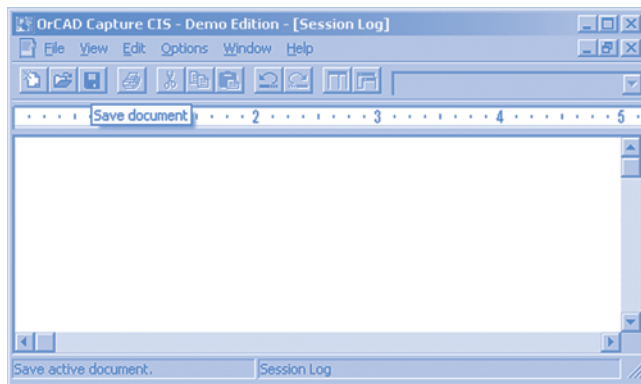 OrCAD Capture CIS - Demo Edition - [Session Log]
File View Edit Options Window Help
Save document
2 3 4 5
Save active document. Session Log